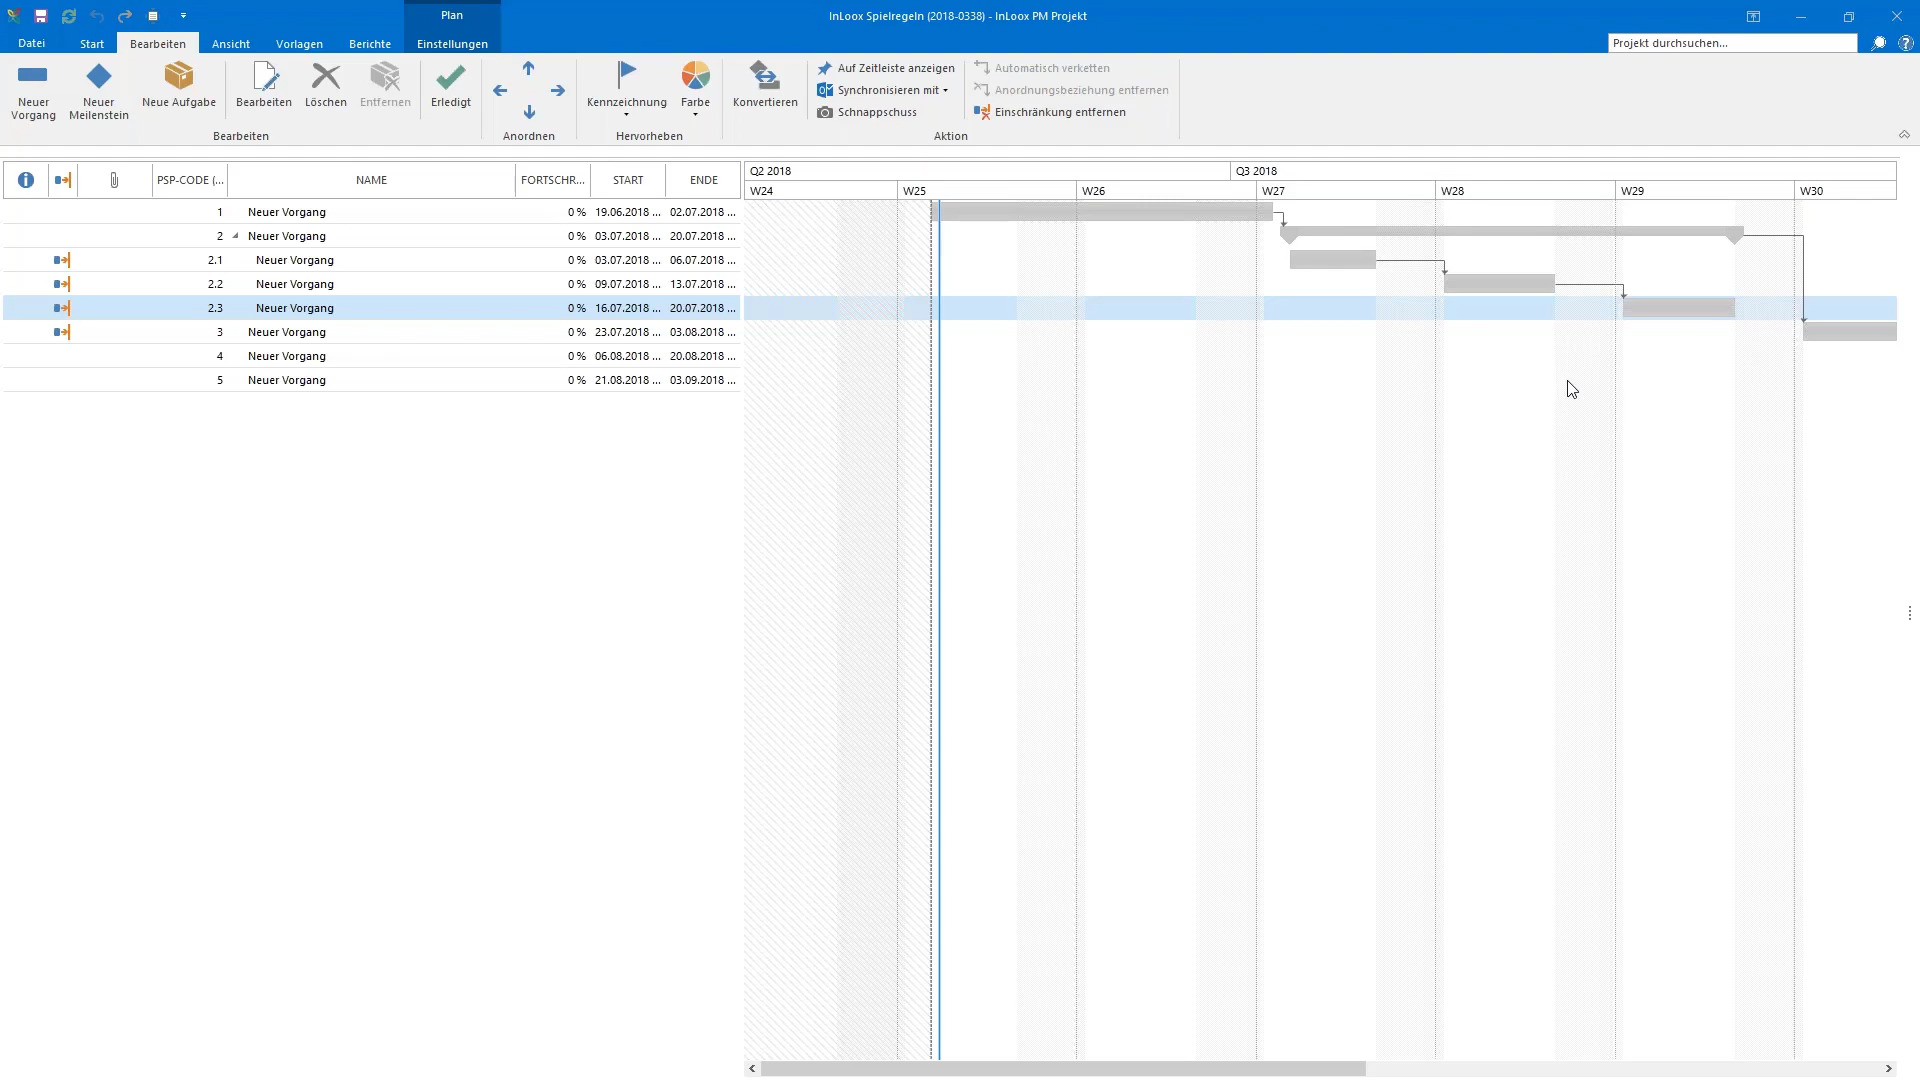 Plan
InLoox Spielregeln (2018-0338) - InLoox PM Projekt
Datei Start Bearbeiten Ansicht Vorlagen Berichte Einstellungen
Projekt durchsuchen...
Neuer Vorgang
Neuer Meilenstein
Neue Aufgabe
Bearbeiten
Löschen
Entfernen
Erledigt
Kennzeichnung
Farbe
Konvertieren
Auf Zeitleiste anzeigen
Synchronisieren mit
Schnappschuss
Automatisch verketten
Anordnungsbeziehung entfernen
Einschränkung entfernen
Bearbeiten
Anordnen
Hervorheben
Aktion
PSP-CODE (... NAME FORTSCHR... START ENDE
Q2 2018 Q3 2018
W24 W25 W26 W27 W28 W29 W30
1 Neuer Vorgang 0 % 19.06.2018 ... 02.07.2018 ...
2 Neuer Vorgang 0 % 03.07.2018 ... 20.07.2018 ...
2.1 Neuer Vorgang 0 % 03.07.2018 ... 06.07.2018 ...
2.2 Neuer Vorgang 0 % 09.07.2018 ... 13.07.2018 ...
2.3 Neuer Vorgang 0 % 16.07.2018 ... 20.07.2018 ...
3 Neuer Vorgang 0 % 23.07.2018 ... 03.08.2018 ...
4 Neuer Vorgang 0 % 06.08.2018 ... 20.08.2018 ...
5 Neuer Vorgang 0 % 21.08.2018 ... 03.09.2018 ...